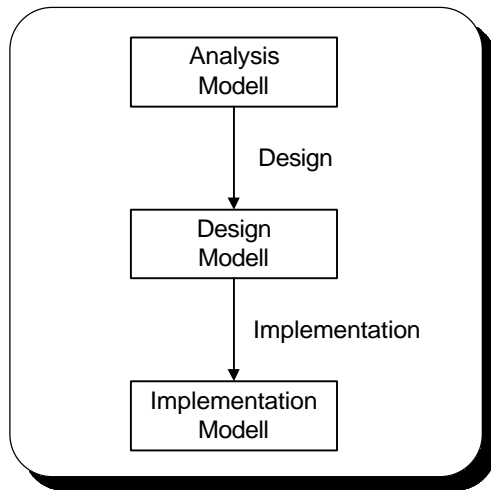 Analysis
Modell
Design
Design
Modell
Implementation
Implementation
Modell